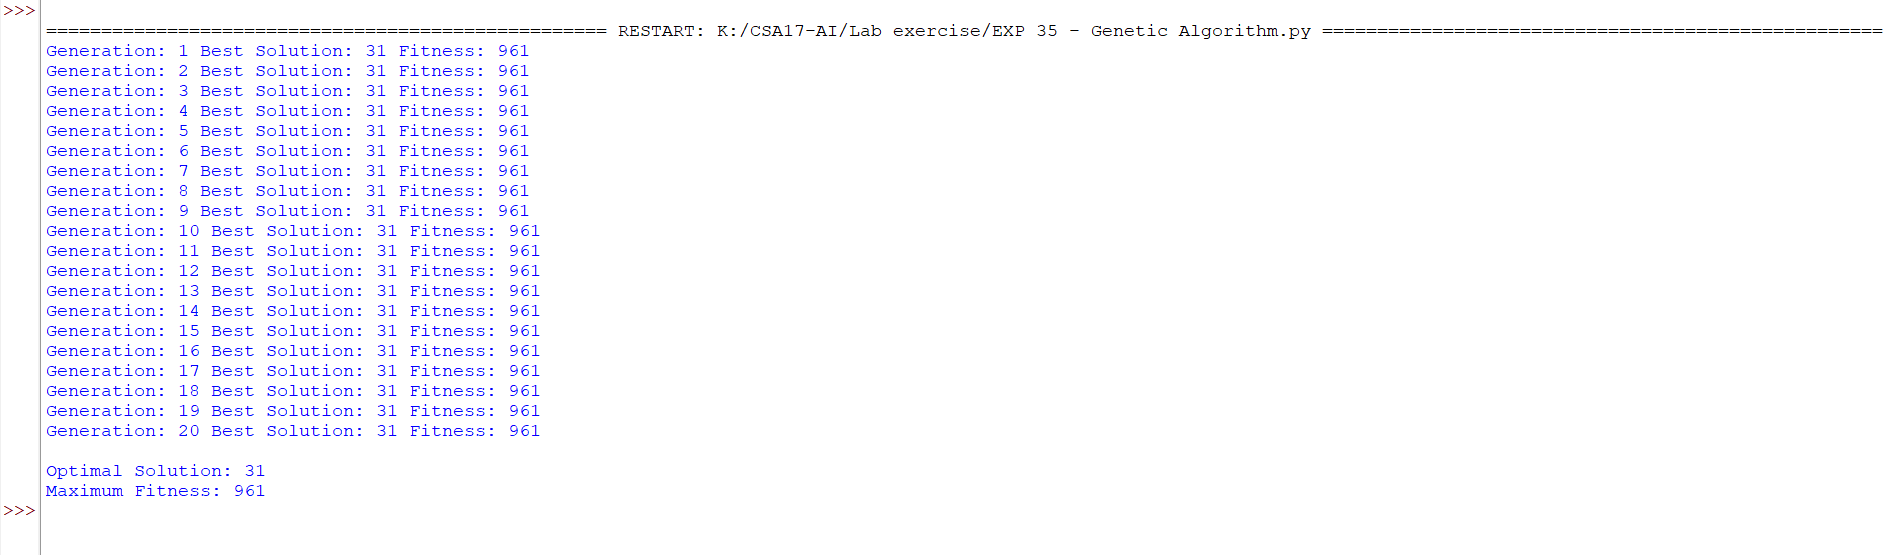 >>>
=================================================== RESTART: K:/CSA17-AI/Lab exercise/EXP 35 - Genetic Algorithm.py ===================================================
Generation: 1 Best Solution: 31 Fitness: 961
Generation: 2 Best Solution: 31 Fitness: 961
Generation: 3 Best Solution: 31 Fitness: 961
Generation: 4 Best Solution: 31 Fitness: 961
Generation: 5 Best Solution: 31 Fitness: 961
Generation: 6 Best Solution: 31 Fitness: 961
Generation: 7 Best Solution: 31 Fitness: 961
Generation: 8 Best Solution: 31 Fitness: 961
Generation: 9 Best Solution: 31 Fitness: 961
Generation: 10 Best Solution: 31 Fitness: 961
Generation: 11 Best Solution: 31 Fitness: 961
Generation: 12 Best Solution: 31 Fitness: 961
Generation: 13 Best Solution: 31 Fitness: 961
Generation: 14 Best Solution: 31 Fitness: 961
Generation: 15 Best Solution: 31 Fitness: 961
Generation: 16 Best Solution: 31 Fitness: 961
Generation: 17 Best Solution: 31 Fitness: 961
Generation: 18 Best Solution: 31 Fitness: 961
Generation: 19 Best Solution: 31 Fitness: 961
Generation: 20 Best Solution: 31 Fitness: 961
Optimal Solution: 31
Maximum Fitness: 961
>>>